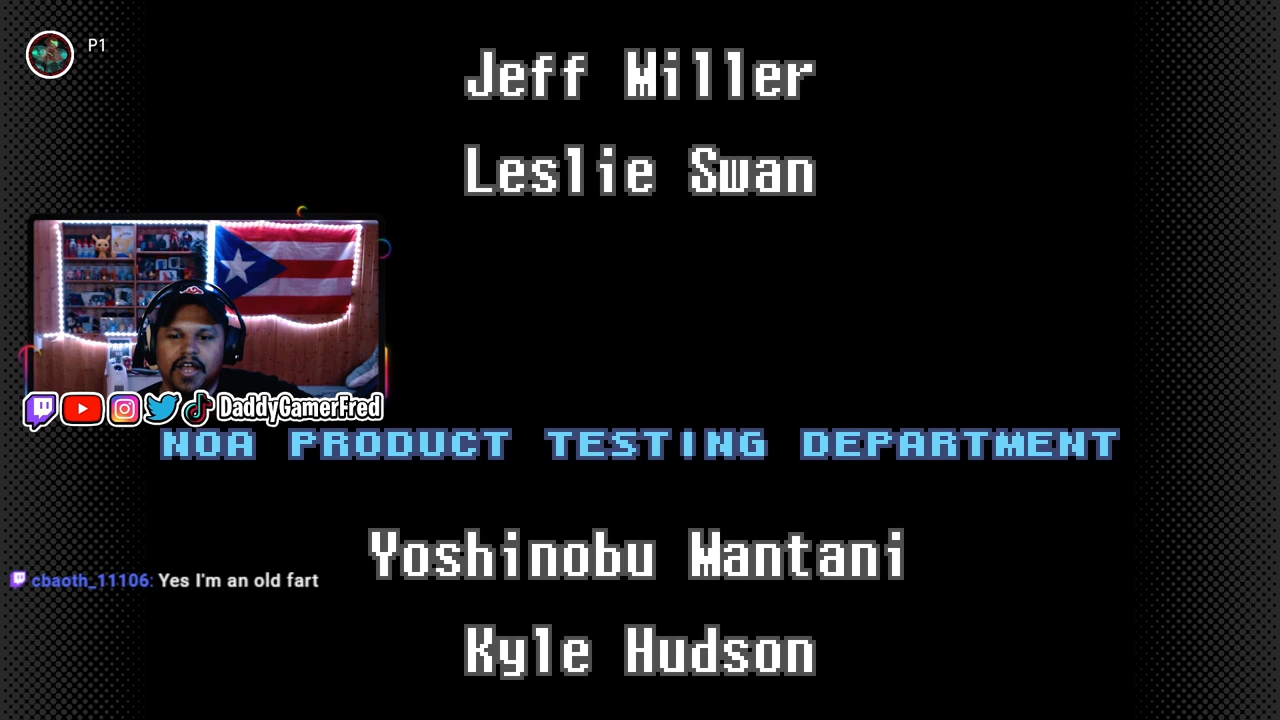 P1
Jeff Miller
Leslie Swan
DaddyGamerFred
NOA PRODUCT TESTING DEPARTMENT
Yoshinobu Mantani
cbaoth_11106: Yes I'm an old fart
Kyle Hudson